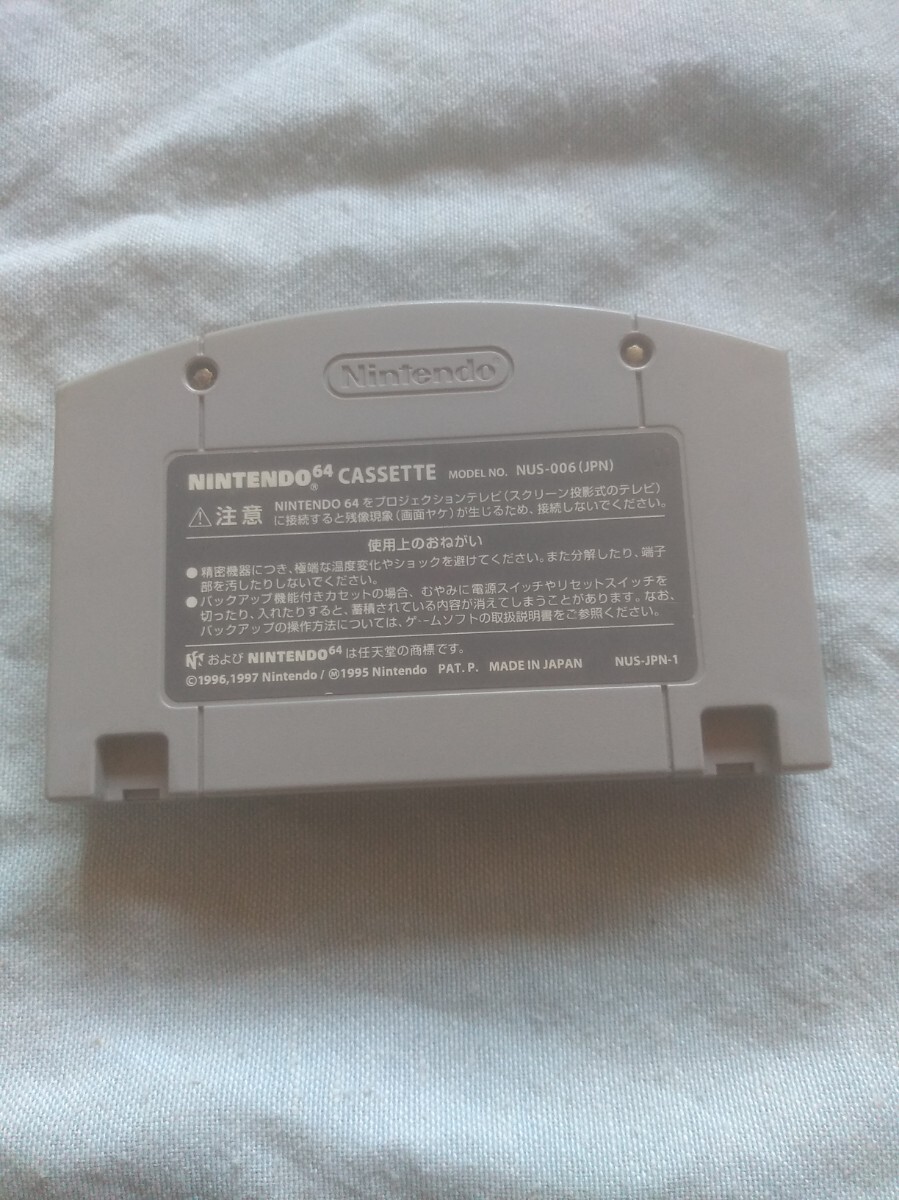 Nintendo®
NINTENDO64® CASSETTE MODEL NO. NUS-006(JPN)
⚠注意 NINTENDO 64をプロジェクションテレビ(スクリーン投影式のテレビ)
に接続すると残像現象(画面ヤケ)が生じるため、接続しないでください。
使用上のおねがい
●精密機器につき、極端な温度変化やショックを避けてください。また分解したり、端子
部を汚したりしないでください。
●バックアップ機能付きカセットの場合、むやみに電源スイッチやリセットスイッチを
切ったり、入れたりすると、蓄積されている内容が消えてしまうことがあります。なお、
バックアップの操作方法については、ゲームソフトの取扱説明書をご参照ください。
および NINTENDO64 は任天堂の商標です。
©1996,1997 Nintendo / Ⓜ1995 Nintendo PAT. P. MADE IN JAPAN NUS-JPN-1